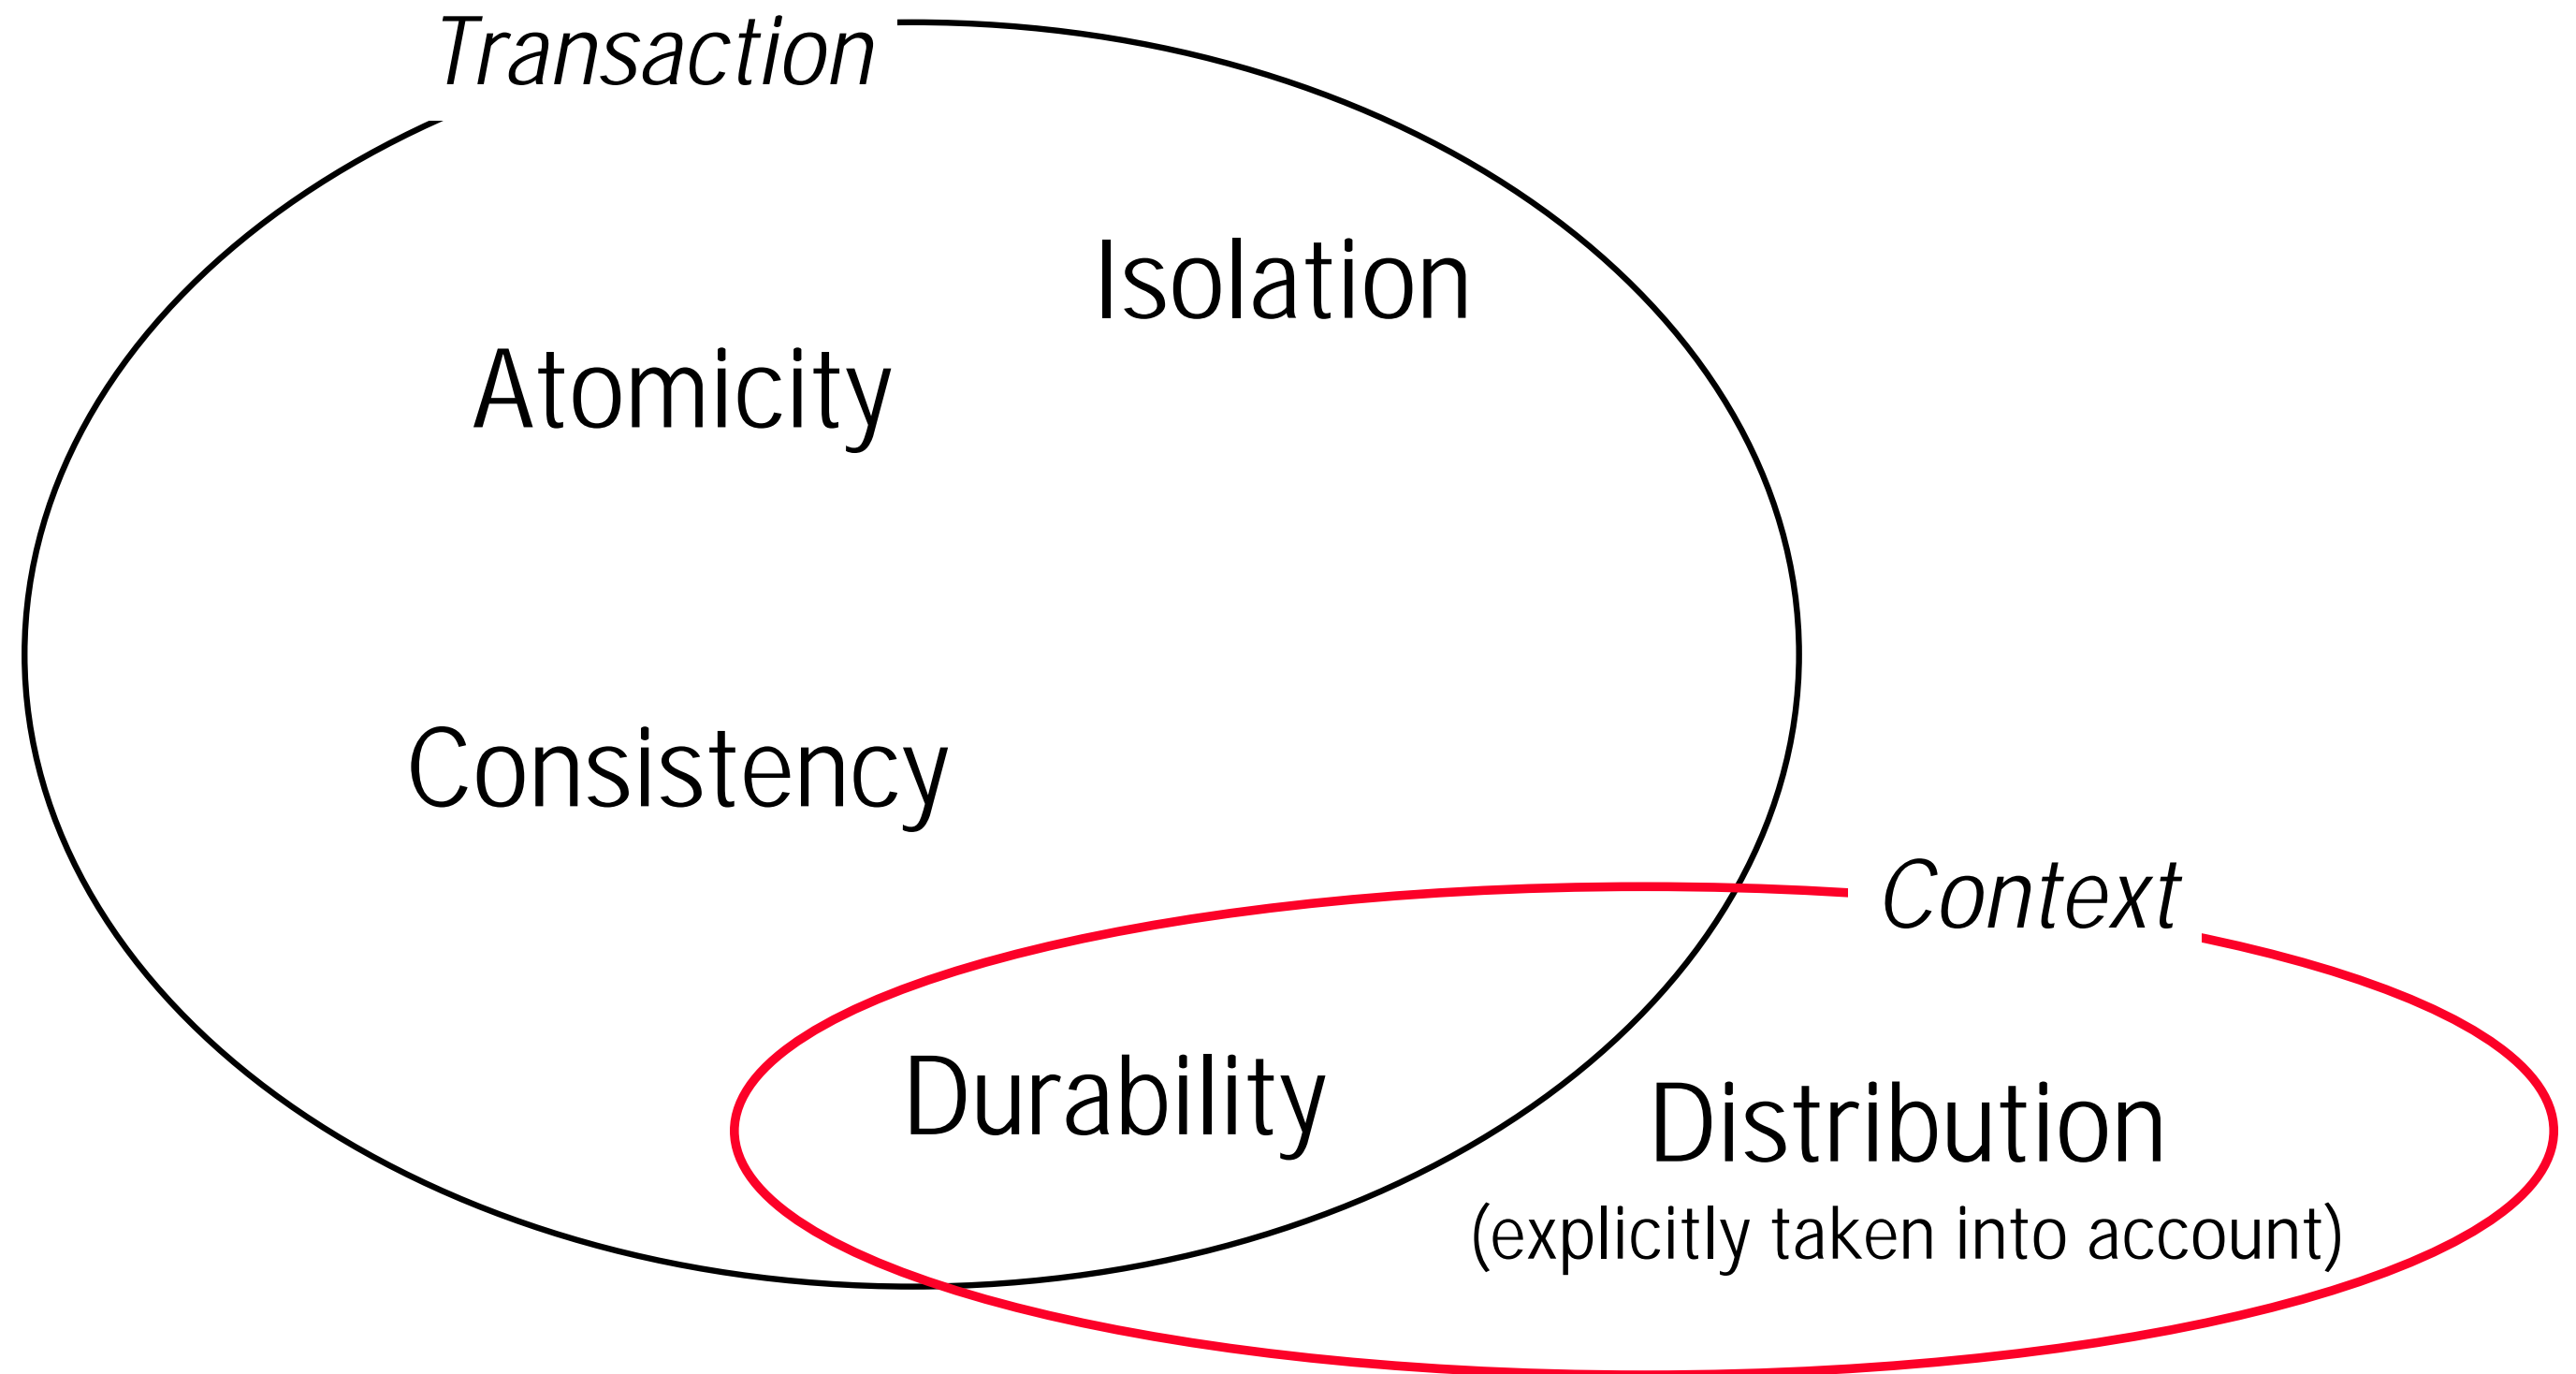 Transaction
Isolation
Atomicity
Consistency
Context
Durability
Distribution
(explicitly taken into account)